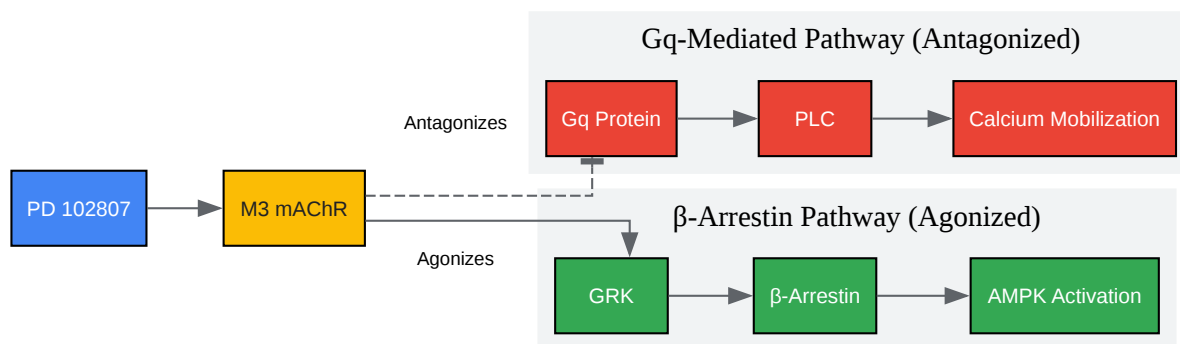 Gq-Mediated Pathway (Antagonized)
Gq Protein
PLC
Calcium Mobilization
Antagonizes
PD 102807
M3 mAChR
β-Arrestin Pathway (Agonized)
Agonizes
GRK
β-Arrestin
AMPK Activation